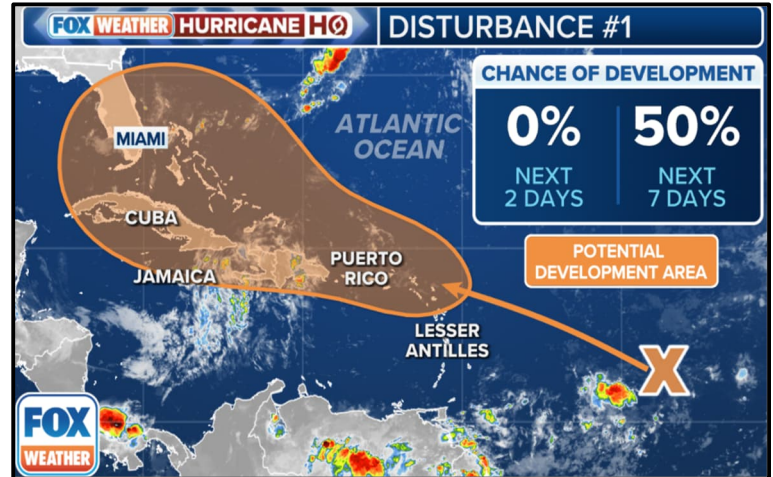 FOX WEATHER HURRICANE HQ
DISTURBANCE #1
CHANCE OF DEVELOPMENT
0%
NEXT
2 DAYS
50%
NEXT
7 DAYS
ATLANTIC
OCEAN
MIAMI
CUBA
JAMAICA
PUERTO
RICO
POTENTIAL
DEVELOPMENT AREA
LESSER
ANTILLES
X
FOX
WEATHER